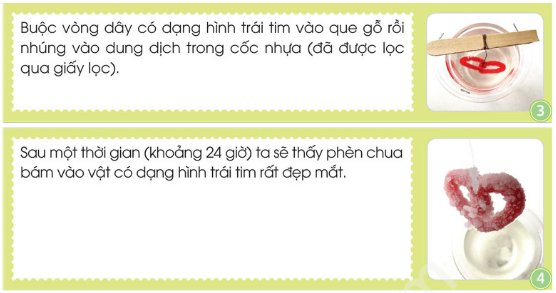 Buộc vòng dây có dạng hình trái tim vào que gỗ rồi
nhúng vào dung dịch trong cốc nhựa (đã được lọc
qua giấy lọc).
3
Sau một thời gian (khoảng 24 giờ) ta sẽ thấy phèn chua
bám vào vật có dạng hình trái tim rất đẹp mắt.
4